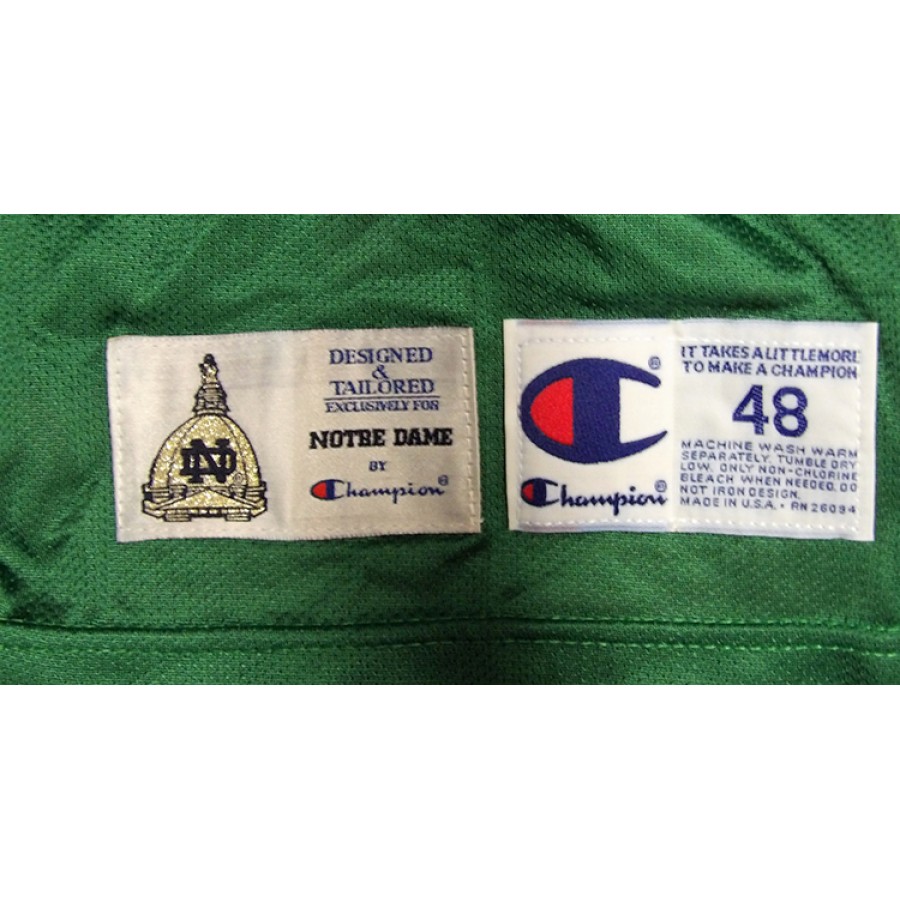 ND
DESIGNED
&
TAILORED
EXCLUSIVELY FOR
NOTRE DAME
BY
Champion®
®
Champion®
IT TAKES A LITTLE MORE
TO MAKE A CHAMPION
48
MACHINE WASH WARM
SEPARATELY. TUMBLE DRY
LOW. ONLY NON-CHLORINE
BLEACH WHEN NEEDED. DO
NOT IRON DESIGN.
MADE IN U.S.A. • RN 26094